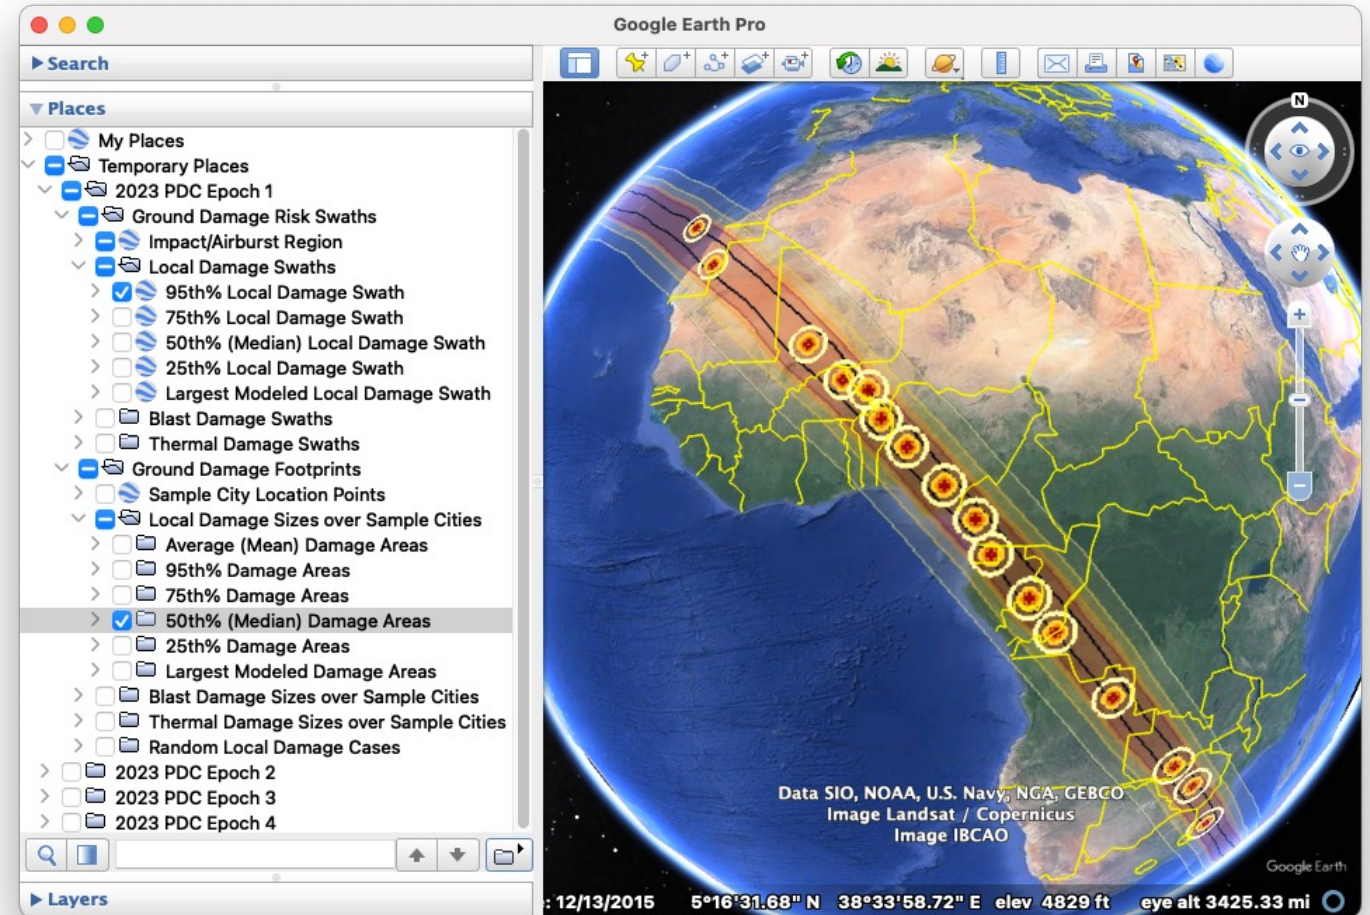 Google Earth Pro
Search
Places
My Places
Temporary Places
2023 PDC Epoch 1
Ground Damage Risk Swaths
Impact/Airburst Region
Local Damage Swaths
95th% Local Damage Swath
75th% Local Damage Swath
50th% (Median) Local Damage Swath
25th% Local Damage Swath
Largest Modeled Local Damage Swath
Blast Damage Swaths
Thermal Damage Swaths
Ground Damage Footprints
Sample City Location Points
Local Damage Sizes over Sample Cities
Average (Mean) Damage Areas
95th% Damage Areas
75th% Damage Areas
50th% (Median) Damage Areas
25th% Damage Areas
Largest Modeled Damage Areas
Blast Damage Sizes over Sample Cities
Thermal Damage Sizes over Sample Cities
Random Local Damage Cases
2023 PDC Epoch 2
2023 PDC Epoch 3
2023 PDC Epoch 4
Layers
N
Data SIO, NOAA, U.S. Navy, NGA, GEBCO
Image Landsat / Copernicus
Image IBCAO
Google Earth
: 12/13/2015 5°16'31.68" N 38°33'58.72" E elev 4829 ft eye alt 3425.33 mi